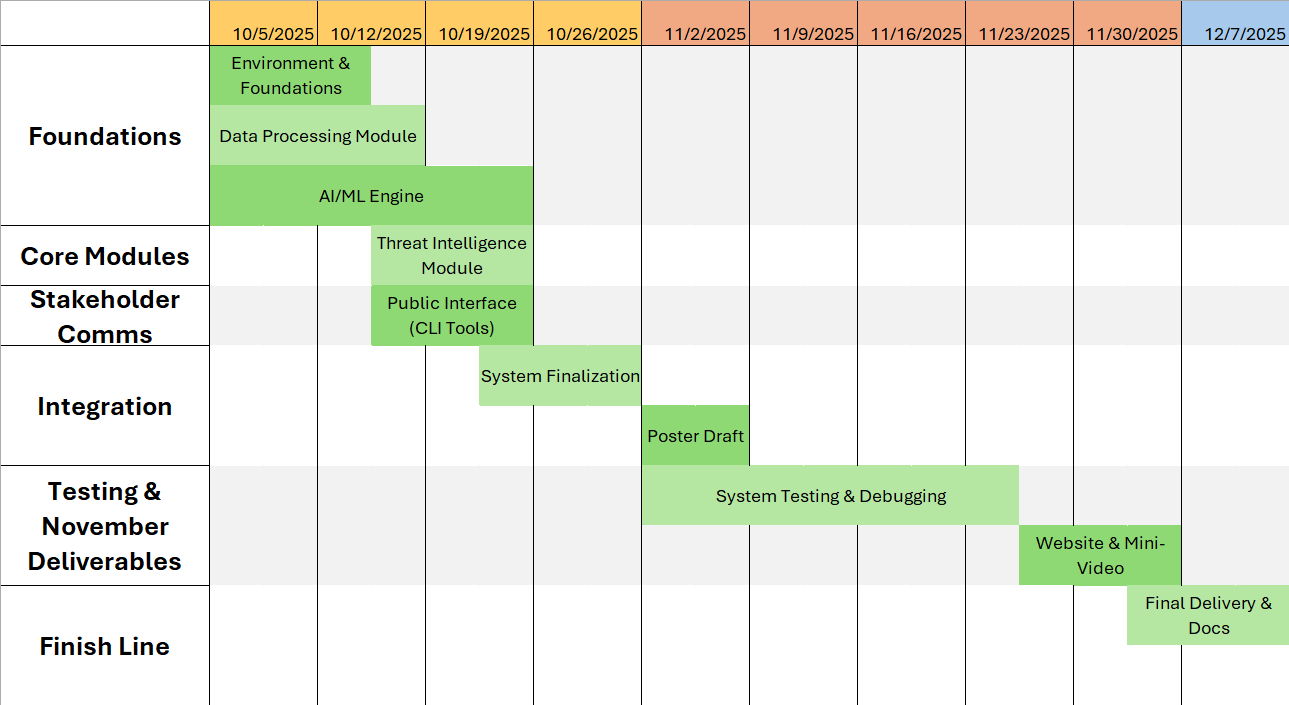 10/5/2025 10/12/2025 10/19/2025 10/26/2025 11/2/2025 11/9/2025 11/16/2025 11/23/2025 11/30/2025 12/7/2025
Foundations
Environment &
Foundations
Data Processing Module
AI/ML Engine
Core Modules
Threat Intelligence
Module
Stakeholder
Comms
Public Interface
(CLI Tools)
Integration
System Finalization
Poster Draft
Testing &
November
Deliverables
System Testing & Debugging
Website & Mini-
Video
Finish Line
Final Delivery &
Docs